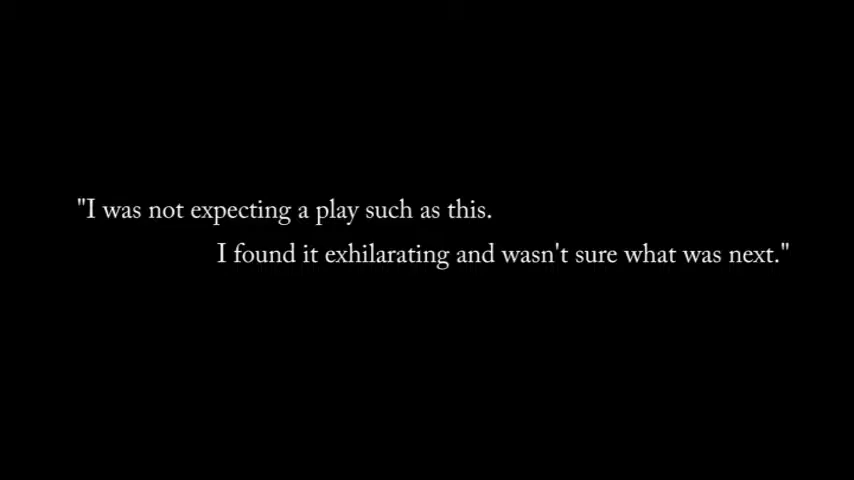 "I was not expecting a play such as this.
I found it exhilarating and wasn't sure what was next."